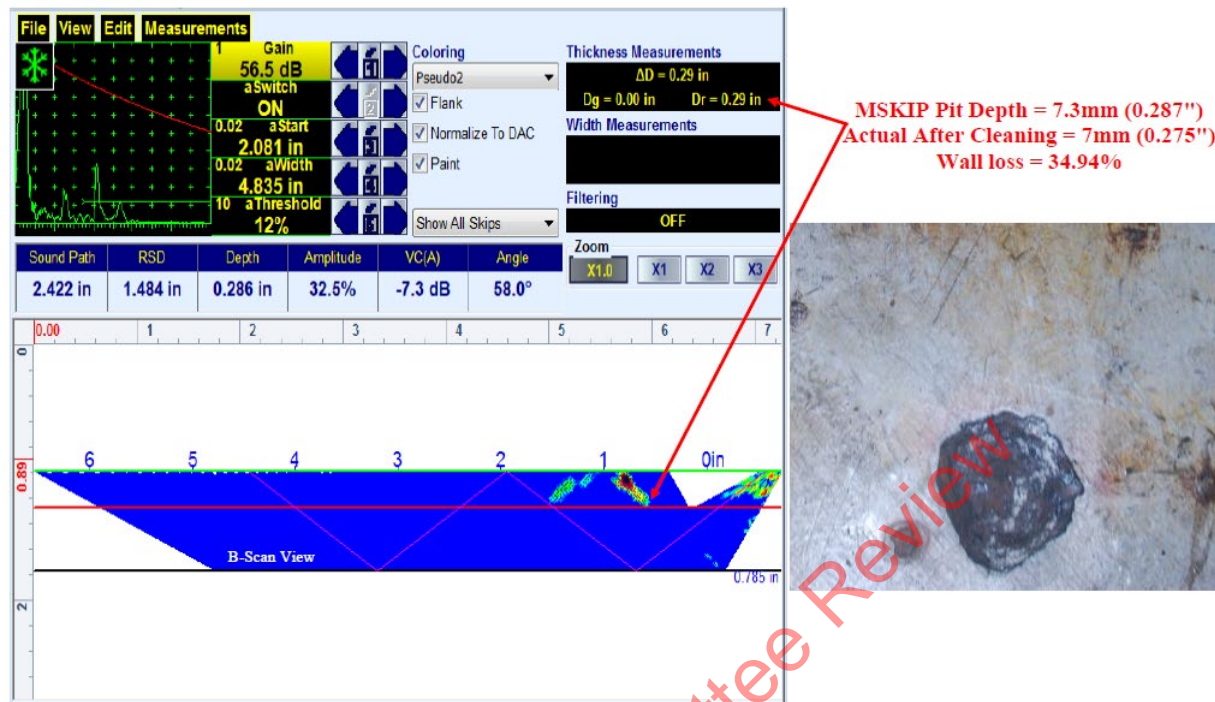 File View Edit Measurements
1 Gain
56.5 dB
aSwitch
ON
0.02 aStart
2.081 in
0.02 aWidth
4.835 in
10 aThreshold
12%
1
2
3
4
5
Coloring
Pseudo2
Flank
Normalize To DAC
Paint
Show All Skips
Thickness Measurements
ΔD = 0.29 in
Dg = 0.00 in Dr = 0.29 in
Width Measurements
Filtering
OFF
Zoom
X1.0 X1 X2 X3
MSKIP Pit Depth = 7.3mm (0.287")
Actual After Cleaning = 7mm (0.275")
Wall loss = 34.94%
Sound Path RSD Depth Amplitude VC(A) Angle
2.422 in 1.484 in 0.286 in 32.5% -7.3 dB 58.0°
0.00 1 2 3 4 5 6 7
0
0.89
2
6 5 4 3 2 1 0in
B-Scan View
0.785 in
ttee Review